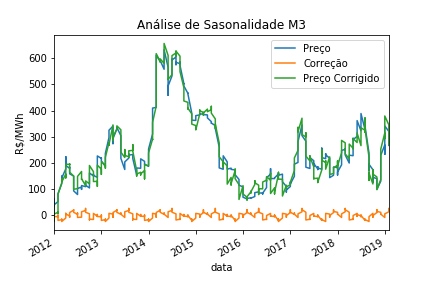 Análise de Sasonalidade M3
Preço
Correção
Preço Corrigido
R$/MWh
600
500
400
300
200
100
0
2012
2013
2014
2015
2016
2017
2018
2019
data